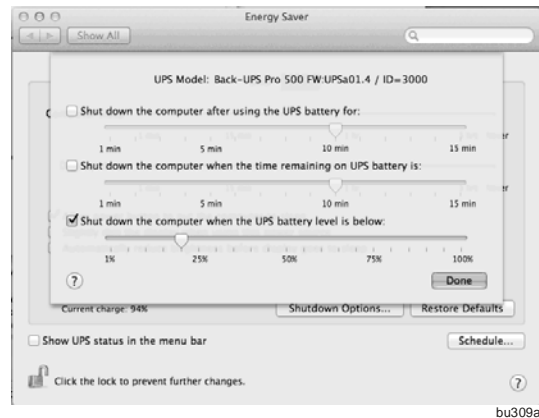 Energy Saver
Show All
UPS Model: Back-UPS Pro 500 FW:UPSa01.4 / ID=3000
Shut down the computer after using the UPS battery for:
1 min 5 min 10 min 15 min
Shut down the computer when the time remaining on UPS battery is:
1 min 5 min 10 min 15 min
Shut down the computer when the UPS battery level is below:
1% 25% 50% 75% 100%
? Done
Current charge: 94% Shutdown Options... Restore Defaults
Show UPS status in the menu bar Schedule...
Click the lock to prevent further changes. ?
bu309a